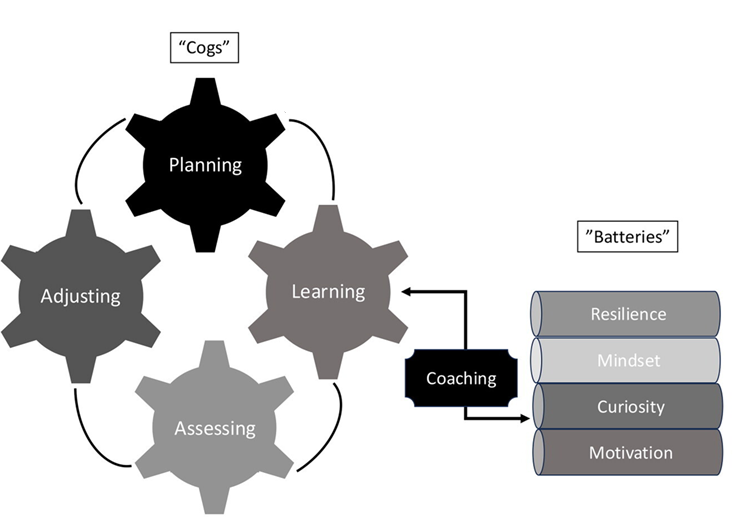 “Cogs”
Planning
Adjusting
Learning
Assessing
Coaching
”Batteries”
Resilience
Mindset
Curiosity
Motivation